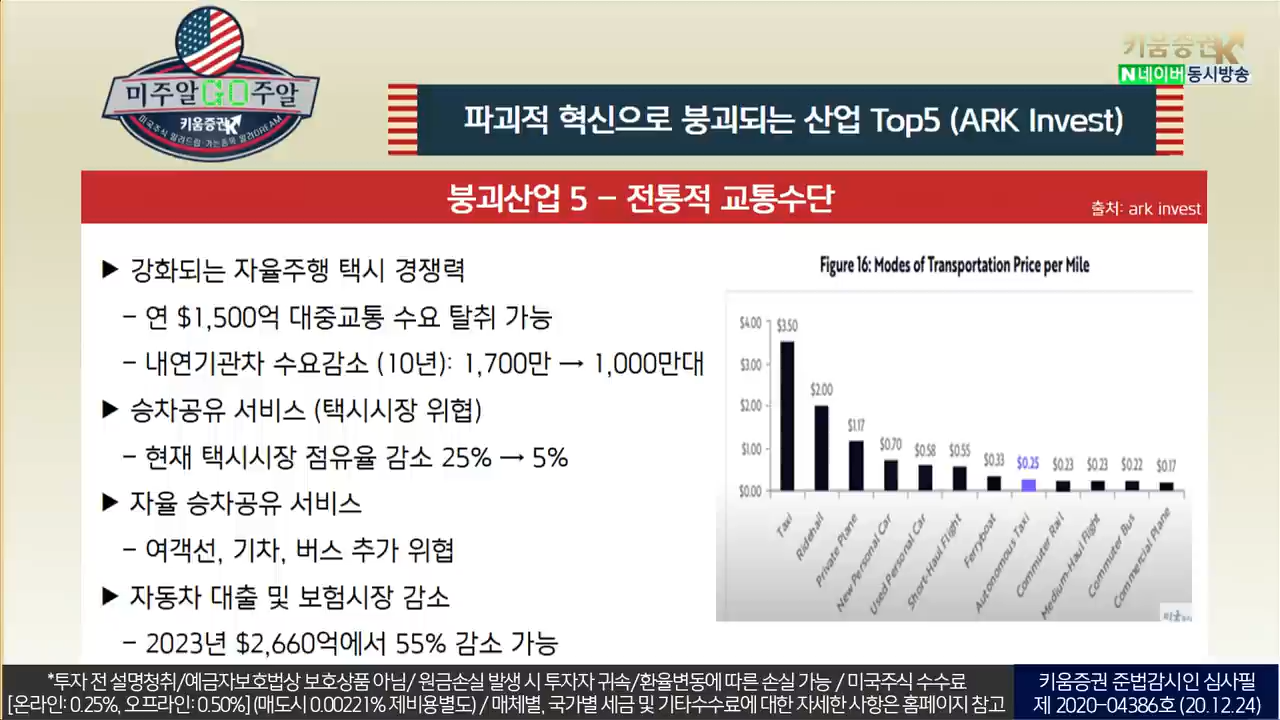 미주알GO주알
키움증권
키움증권
N 네이버 동시방송
파괴적 혁신으로 붕괴되는 산업 Top5 (ARK Invest)
붕괴산업 5 - 전통적 교통수단
출처: ark invest
▶ 강화되는 자율주행 택시 경쟁력
- 연 $1,500억 대중교통 수요 탈취 가능
- 내연기관차 수요감소 (10년): 1,700만 → 1,000만대
▶ 승차공유 서비스 (택시시장 위협)
- 현재 택시시장 점유율 감소 25% → 5%
▶ 자율 승차공유 서비스
- 여객선, 기차, 버스 추가 위협
▶ 자동차 대출 및 보험시장 감소
- 2023년 $2,660억에서 55% 감소 가능
Figure 16: Modes of Transportation Price per Mile
$4.00
$3.00
$2.00
$1.00
$0.00
$3.50
$2.00
$1.17
$0.70
$0.58
$0.55
$0.33
$0.25
$0.23
$0.23
$0.22
$0.17
Taxi
Ridehail
Private Plane
New Personal Car
Used Personal Car
Short-Haul Flight
Ferryboat
Autonomous Taxi
Commuter Rail
Medium-Haul Flight
Commuter Bus
Commercial Plane
*투자 전 설명청취/예금자보호법상 보호상품 아님/ 원금손실 발생 시 투자자 귀속/환율변동에 따른 손실 가능 / 미국주식 수수료
[온라인: 0.25%, 오프라인: 0.50%] (매도시 0.00221% 제비용별도) / 매체별, 국가별 세금 및 기타수수료에 대한 자세한 사항은 홈페이지 참고
키움증권 준법감시인 심사필
제 2020-04386호 (20.12.24)